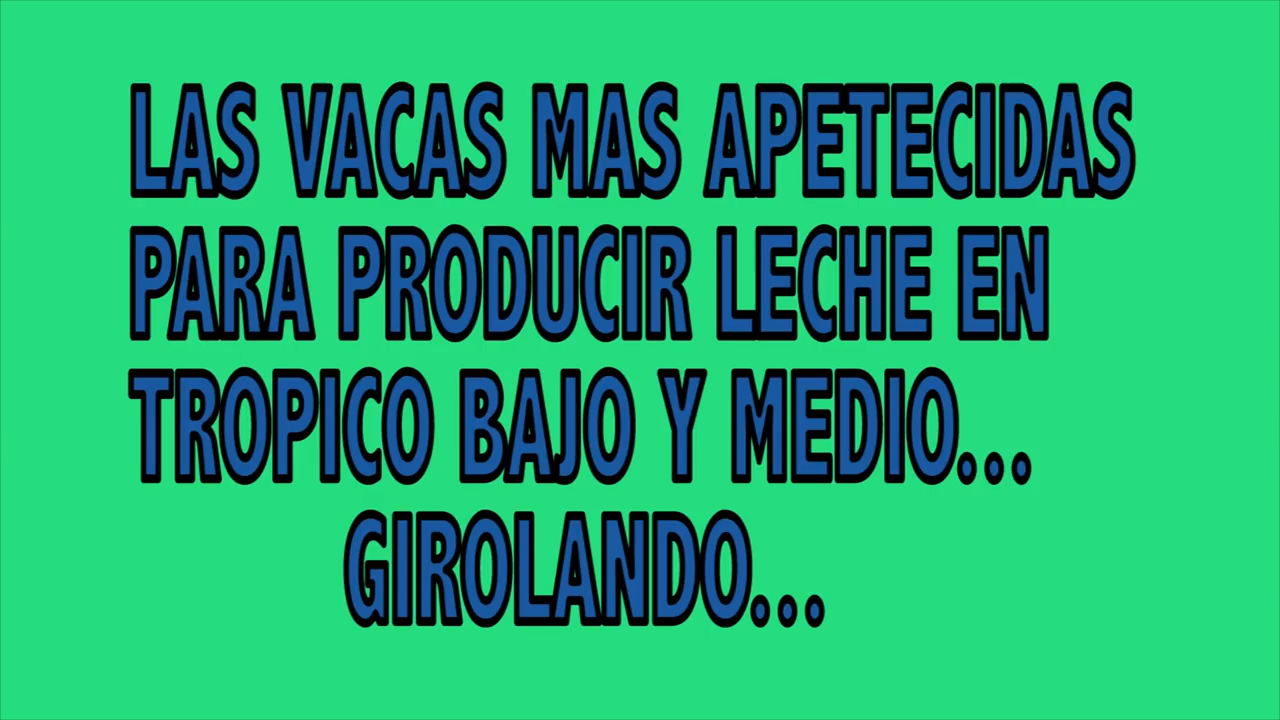 LAS VACAS MAS APETECIDAS
PARA PRODUCIR LECHE EN
TROPICO BAJO Y MEDIO...
GIROLANDO...